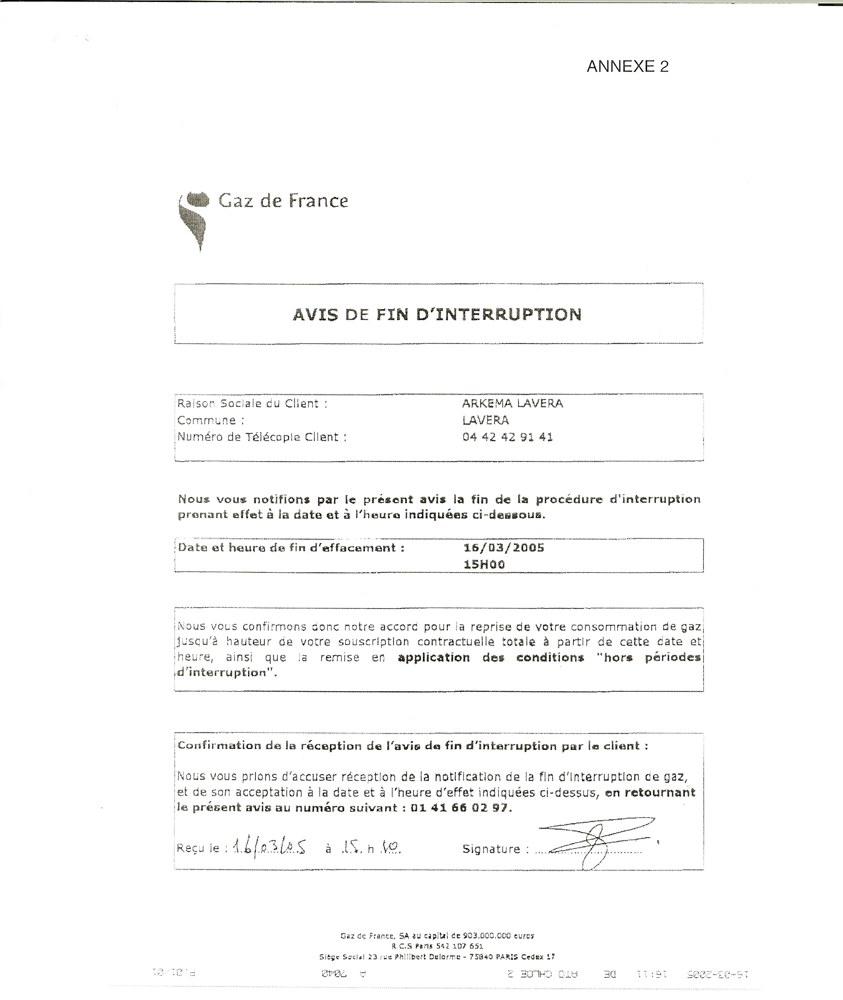 ANNEXE 2
Gaz de France
AVIS DE FIN D'INTERRUPTION
Raison Sociale du Client : ARKEMA LAVERA
Commune : LAVERA
Numéro de Télécopie Client : 04 42 42 91 41
Nous vous notifions par le présent avis la fin de la procédure d'interruption
prenant effet à la date et à l'heure indiquées ci-dessous.
Date et heure de fin d'effacement : 16/03/2005
15H00
Nous vous confirmons donc notre accord pour la reprise de votre consommation de gaz
jusqu'à hauteur de votre souscription contractuelle totale à partir de cette date et
heure, ainsi que la remise en application des conditions "hors périodes
d'interruption".
Confirmation de la réception de l'avis de fin d'interruption par le client :
Nous vous prions d'accuser réception de la notification de la fin d'interruption de gaz,
et de son acceptation à la date et à l'heure d'effet indiquées ci-dessus, en retournant
le présent avis au numéro suivant : 01 41 66 02 97.
Reçu le : 16/03/05 à 15 h 10 Signature :
Gaz de France, SA au capital de 903.000.000 euros
R.C.S Paris 542 107 651
Siège Social 23 rue Philibert Delorme - 75840 PARIS Cedex 17
16-03-2005 16:11 DE ATO CHLOE 2 A 7040 P.01/01